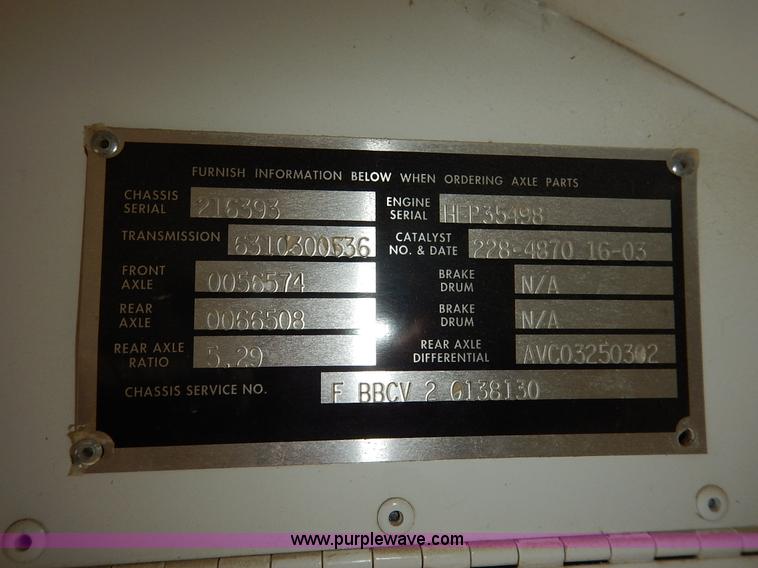 FURNISH INFORMATION BELOW WHEN ORDERING AXLE PARTS
CHASSIS SERIAL 216393 ENGINE SERIAL HEP35498
TRANSMISSION 6310300636 CATALYST NO. & DATE 228-4870 16-03
FRONT AXLE 0056574 BRAKE DRUM N/A
REAR AXLE 0066508 BRAKE DRUM N/A
REAR AXLE RATIO 5.29 REAR AXLE DIFFERENTIAL AVC03250302
CHASSIS SERVICE NO. F BBCV 2 0138130
www.purplewave.com